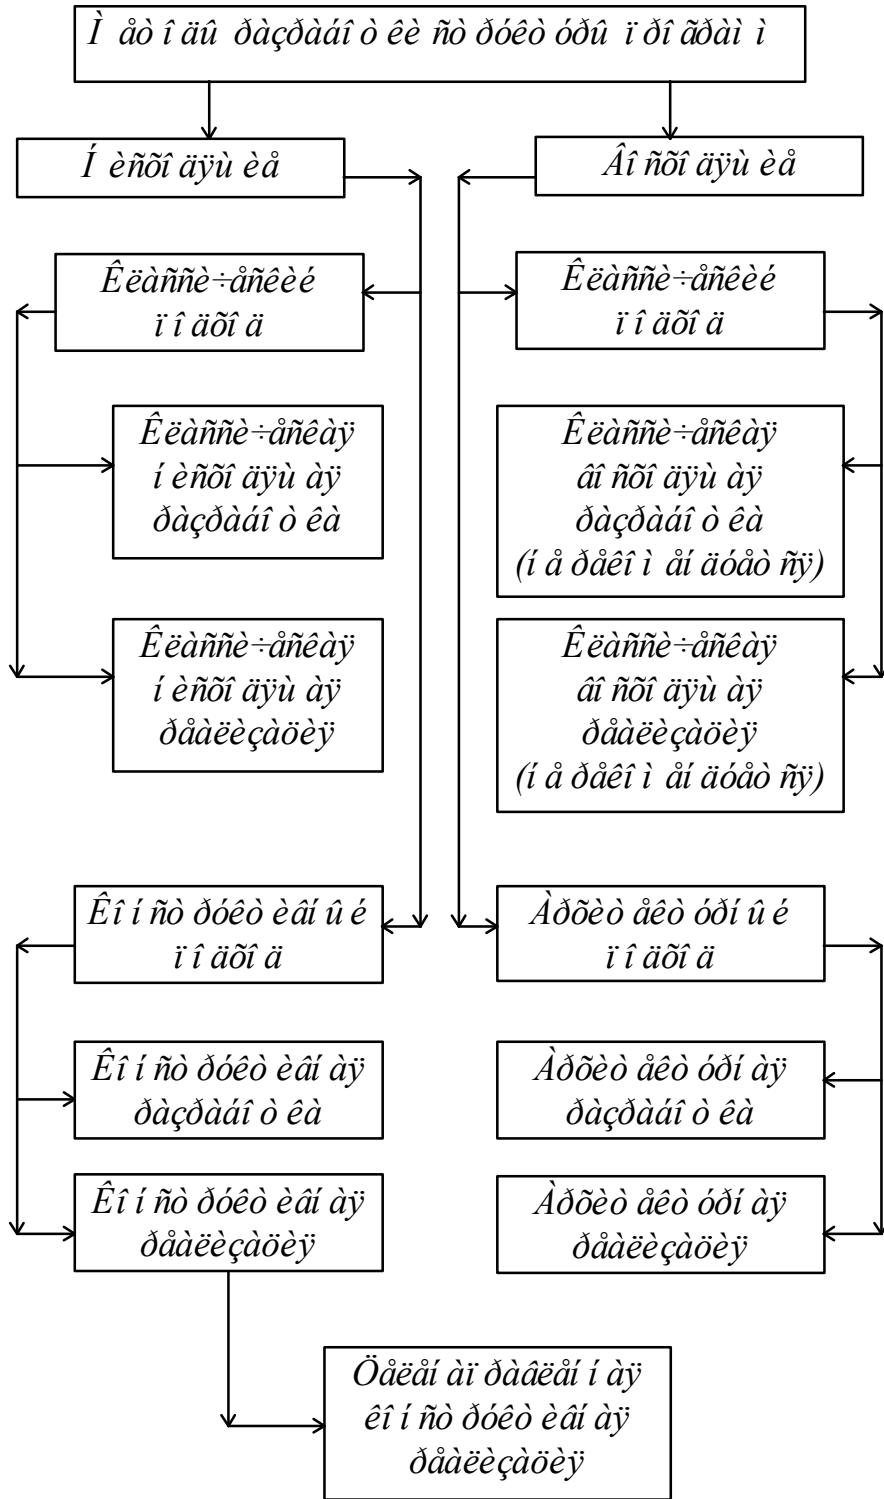 Ì åò î äû ðàçðàáî ò êè ñò ðóêò óðû ï ðî ãðàì ì
Í èñõî äÿù èå
Âî ñõî äÿù èå
Êëàññè÷åñêèé
ï î äõî ä
Êëàññè÷åñêèé
ï î äõî ä
Êëàññè÷åñêàÿ
í èñõî äÿù àÿ
ðàçðàáî ò êà
Êëàññè÷åñêàÿ
âî ñõî äÿù àÿ
ðàçðàáî ò êà
(í å ðåêî ì åí äóåò ñÿ)
Êëàññè÷åñêàÿ
í èñõî äÿù àÿ
ðåàëèçàöèÿ
Êëàññè÷åñêàÿ
âî ñõî äÿù àÿ
ðåàëèçàöèÿ
(í å ðåêî ì åí äóåò ñÿ)
Êî í ñò ðóêò èâí û é
ï î äõî ä
Àðõèò åêò óðí û é
ï î äõî ä
Êî í ñò ðóêò èâí àÿ
ðàçðàáî ò êà
Àðõèò åêò óðí àÿ
ðàçðàáî ò êà
Êî í ñò ðóêò èâí àÿ
ðåàëèçàöèÿ
Àðõèò åêò óðí àÿ
ðåàëèçàöèÿ
Öåëåí àï ðàâëåí í àÿ
êî í ñò ðóêò èâí àÿ
ðåàëèçàöèÿ